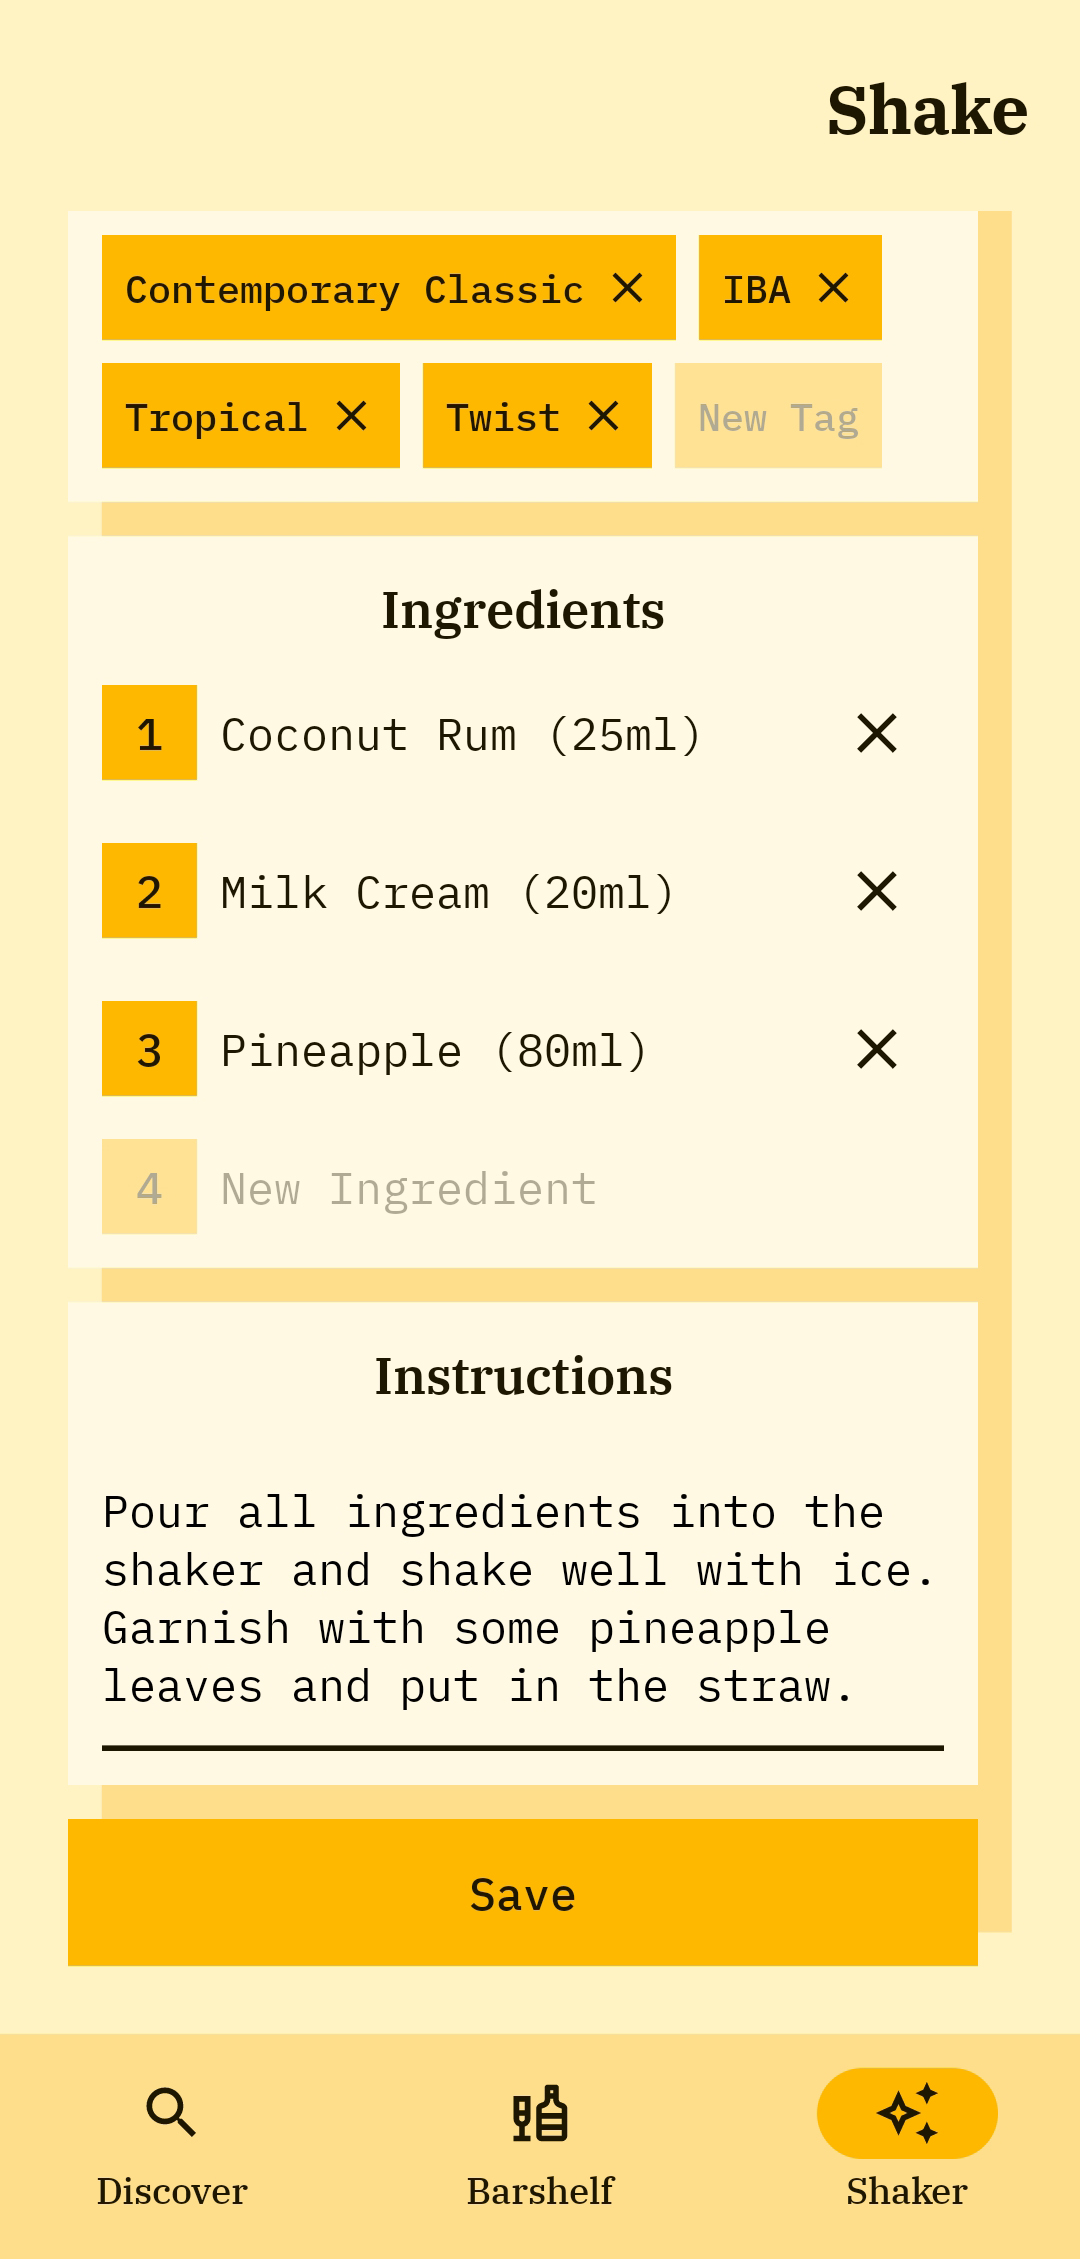 Shake
Contemporary Classic
IBA
Tropical
Twist
New Tag
Ingredients
1 Coconut Rum (25ml)
2 Milk Cream (20ml)
3 Pineapple (80ml)
4 New Ingredient
Instructions
Pour all ingredients into the
shaker and shake well with ice.
Garnish with some pineapple
leaves and put in the straw.
Save
Discover
Barshelf
Shaker